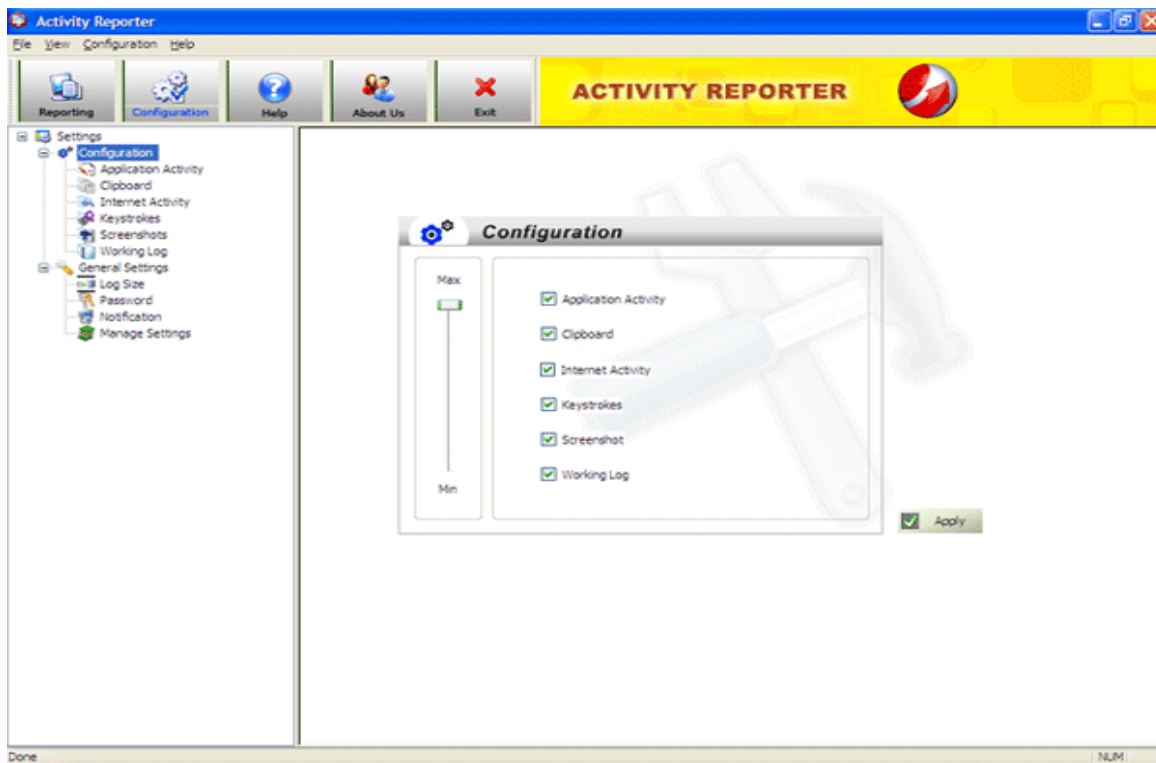 Activity Reporter
File View Configuration Help
Reporting Configuration Help About Us Exit
ACTIVITY REPORTER
Settings
Configuration
Application Activity
Clipboard
Internet Activity
Keystrokes
Screenshots
Working Log
General Settings
Log Size
Password
Notification
Manage Settings
Configuration
Max
Min
Application Activity
Clipboard
Internet Activity
Keystrokes
Screenshot
Working Log
Apply
Done NUM